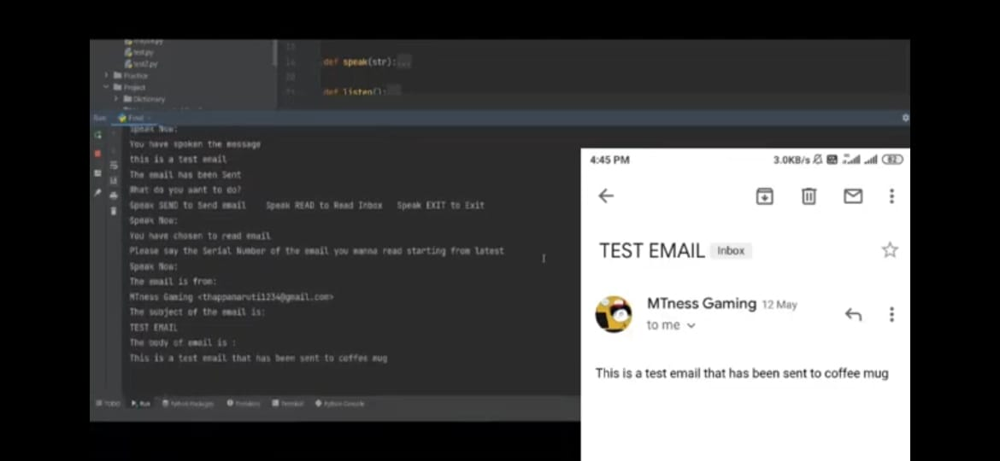 test.py
test2.py
Practice
Project
Dictionary
14
def speak(str):...
20
21
def listen():...
Run:
Final
Speak Now:
You have spoken the message
this is a test email
The email has been Sent
What do you want to do?
Speak SEND to Send email Speak READ to Read Inbox Speak EXIT to Exit
Speak Now:
You have chosen to read email
Please say the Serial Number of the email you wanna read starting from latest
Speak Now:
The email is from:
MTness Gaming <thappamaruti1234@gmail.com>
The subject of the email is:
TEST EMAIL
The body of email is :
This is a test email that has been sent to coffee mug
TODO Run Python Packages Problems Terminal Python Console
4:45 PM
3.0KB/s
82
TEST EMAIL Inbox
MTness Gaming 12 May
to me
This is a test email that has been sent to coffee mug